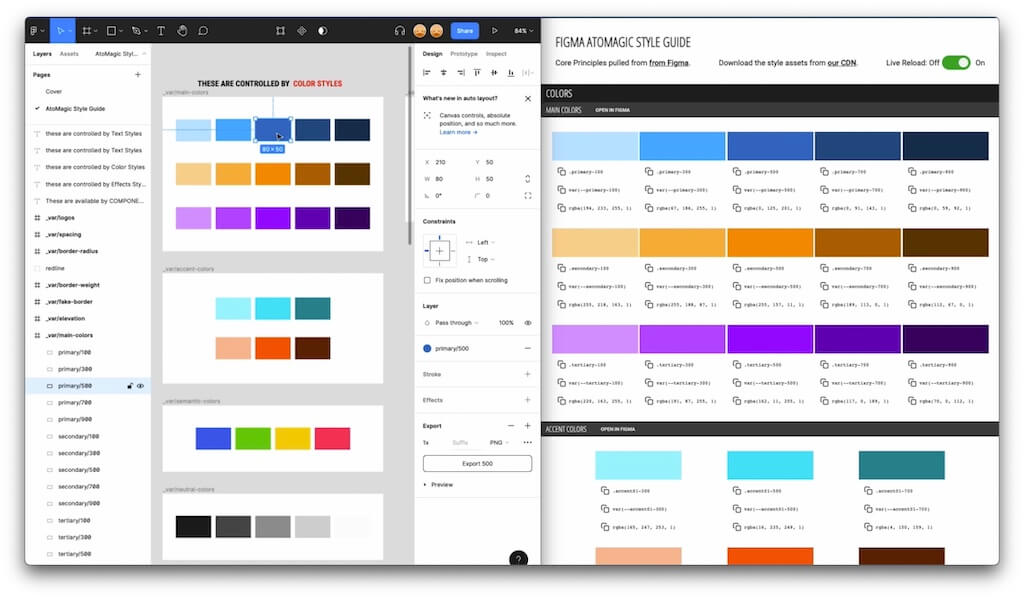 Share
84%
Layers
Assets
AtoMagic Styl...
Pages
Cover
AtoMagic Style Guide
these are controlled by Text Styles
these are controlled by Text Styles
these are controlled by Color Styles
these are controlled by Effects Sty...
These are available by COMPONE...
_var/logos
_var/spacing
_var/border-radius
redline
_var/border-weight
_var/fake-border
_var/elevation
_var/main-colors
primary/100
primary/300
primary/500
primary/700
primary/900
secondary/100
secondary/300
secondary/500
secondary/700
secondary/900
tertiary/100
tertiary/300
tertiary/500
THESE ARE CONTROLLED BY COLOR STYLES
_var/main-colors
80 × 50
_var/accent-colors
_var/semantic-colors
_var/neutral-colors
Design
Prototype
Inspect
What's new in auto layout?
Canvas controls, absolute
position, and so much more.
Learn more →
X 210
Y 50
W 80
H 50
0°
0
Constraints
Left
Top
Fix position when scrolling
Layer
Pass through
100%
primary/500
Stroke
Effects
Export
1x
Suffix
PNG
Export 500
Preview
?
FIGMA ATOMAGIC STYLE GUIDE
Core Principles pulled from from Figma.
Download the style assets from our CDN.
Live Reload: Off
On
COLORS
MAIN COLORS
OPEN IN FIGMA
.primary-100 .primary-300 .primary-500 .primary-700 .primary-900
var(--primary-100) var(--primary-300) var(--primary-500) var(--primary-700) var(--primary-900)
rgba(194, 233, 255, 1) rgba(67, 186, 255, 1) rgba(0, 125, 201, 1) rgba(0, 91, 143, 1) rgba(0, 59, 92, 1)
.secondary-100 .secondary-300 .secondary-500 .secondary-700 .secondary-900
var(--secondary-100) var(--secondary-300) var(--secondary-500) var(--secondary-700) var(--secondary-900)
rgba(255, 218, 163, 1) rgba(255, 188, 87, 1) rgba(255, 157, 11, 1) rgba(189, 113, 0, 1) rgba(112, 67, 0, 1)
.tertiary-100 .tertiary-300 .tertiary-500 .tertiary-700 .tertiary-900
var(--tertiary-100) var(--tertiary-300) var(--tertiary-500) var(--tertiary-700) var(--tertiary-900)
rgba(220, 163, 255, 1) rgba(191, 87, 255, 1) rgba(162, 11, 255, 1) rgba(117, 0, 189, 1) rgba(70, 0, 112, 1)
ACCENT COLORS
OPEN IN FIGMA
.accent01-300 .accent01-500 .accent01-700
var(--accent01-300) var(--accent01-500) var(--accent01-700)
rgba(165, 247, 253, 1) rgba(16, 235, 249, 1) rgba(4, 150, 159, 1)